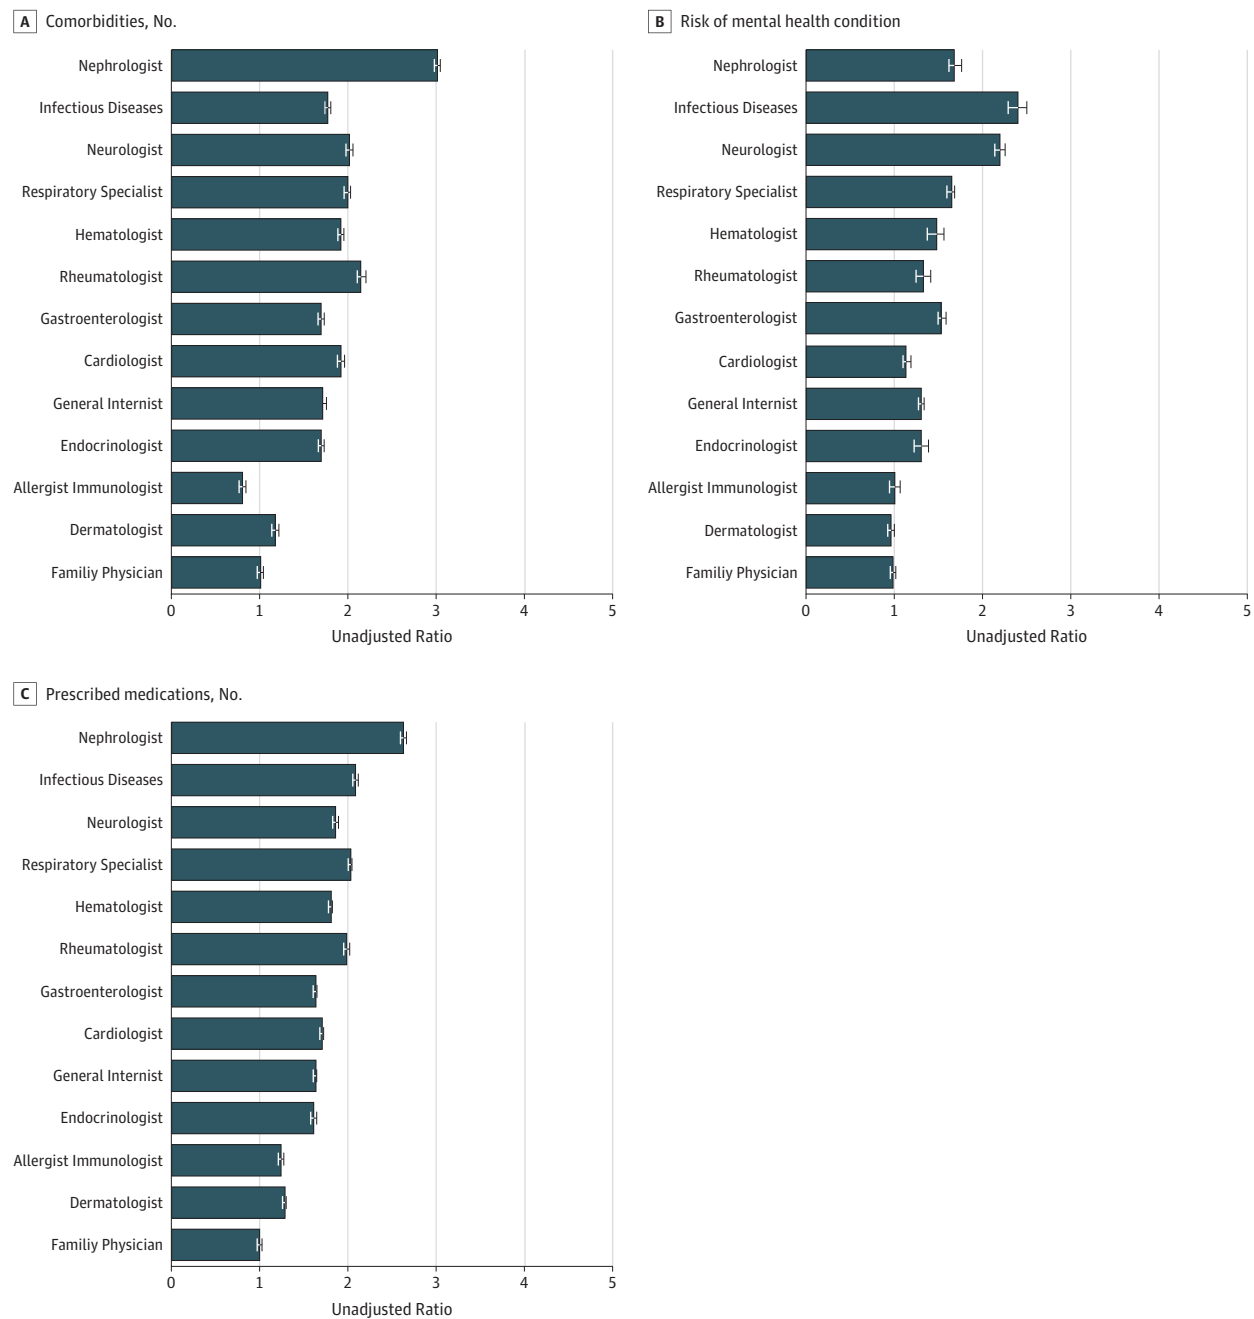 A Comorbidities, No.
Nephrologist
Infectious Diseases
Neurologist
Respiratory Specialist
Hematologist
Rheumatologist
Gastroenterologist
Cardiologist
General Internist
Endocrinologist
Allergist Immunologist
Dermatologist
Familiy Physician
0 1 2 3 4 5
Unadjusted Ratio
B Risk of mental health condition
Nephrologist
Infectious Diseases
Neurologist
Respiratory Specialist
Hematologist
Rheumatologist
Gastroenterologist
Cardiologist
General Internist
Endocrinologist
Allergist Immunologist
Dermatologist
Familiy Physician
0 1 2 3 4 5
Unadjusted Ratio
C Prescribed medications, No.
Nephrologist
Infectious Diseases
Neurologist
Respiratory Specialist
Hematologist
Rheumatologist
Gastroenterologist
Cardiologist
General Internist
Endocrinologist
Allergist Immunologist
Dermatologist
Familiy Physician
0 1 2 3 4 5
Unadjusted Ratio